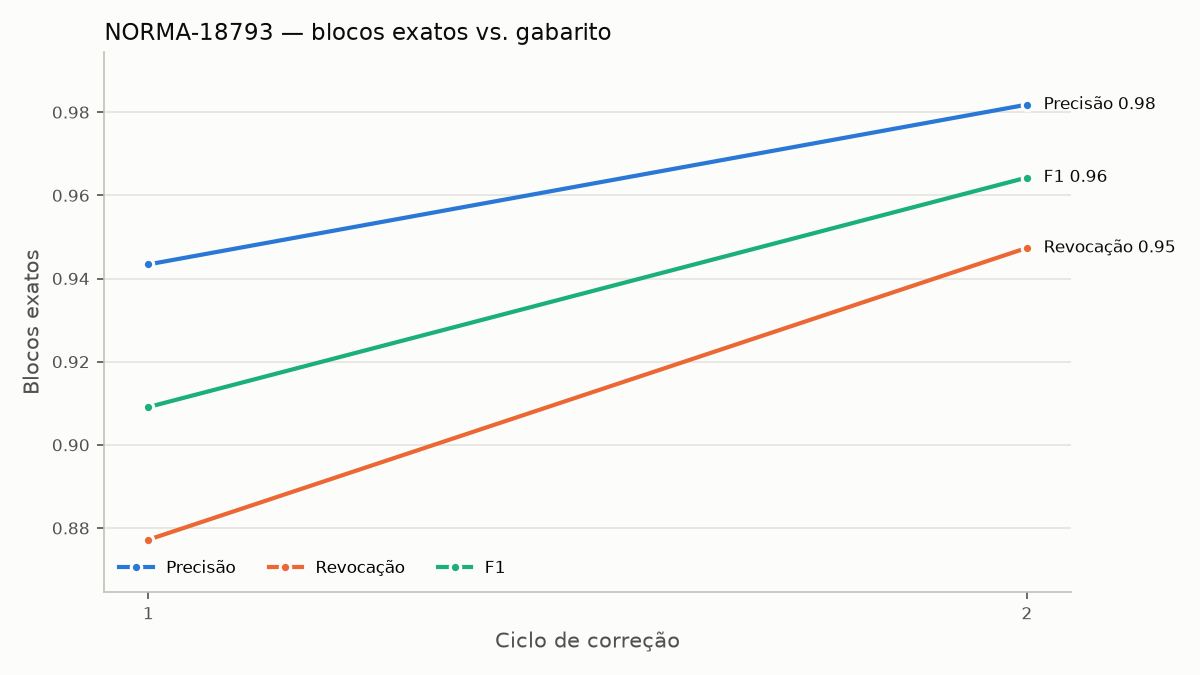 NORMA-18793 — blocos exatos vs. gabarito
Blocos exatos
0.98
0.96
0.94
0.92
0.90
0.88
Precisão 0.98
F1 0.96
Revocação 0.95
Precisão
Revocação
F1
1
2
Ciclo de correção